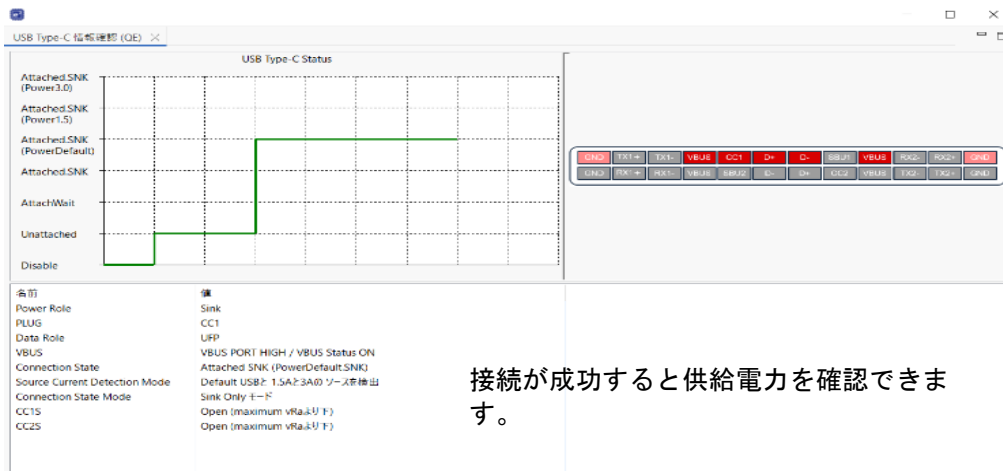 USB Type-C 情報確認 (QE)
USB Type-C Status
Attached.SNK
(Power3.0)
Attached.SNK
(Power1.5)
Attached.SNK
(PowerDefault)
Attached.SNK
AttachWait
Unattached
Disable
GND TX1+ TX1- VBUS CC1 D+ D- SBU1 VBUS RX2- RX2+ GND
GND RX1+ RX1- VBUS SBU2 D- D+ CC2 VBUS TX2- TX2+ GND
名前 値
Power Role Sink
PLUG CC1
Data Role UFP
VBUS VBUS PORT HIGH / VBUS Status ON
Connection State Attached SNK (PowerDefault.SNK)
Source Current Detection Mode Default USBと 1.5Aと3Aの ソースを検出
Connection State Mode Sink Only モード
CC1S Open (maximum vRaより下)
CC2S Open (maximum vRaより下)
接続が成功すると供給電力を確認できま
す。